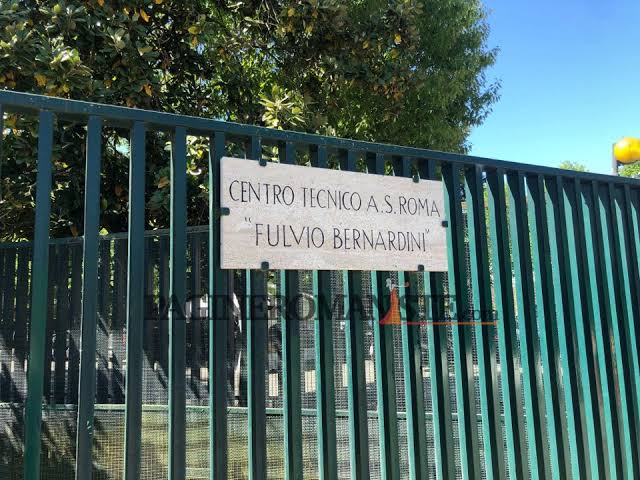 CENTRO TECNICO A.S. ROMA
"FULVIO BERNARDINI"
PAGINEROMANISTE.com